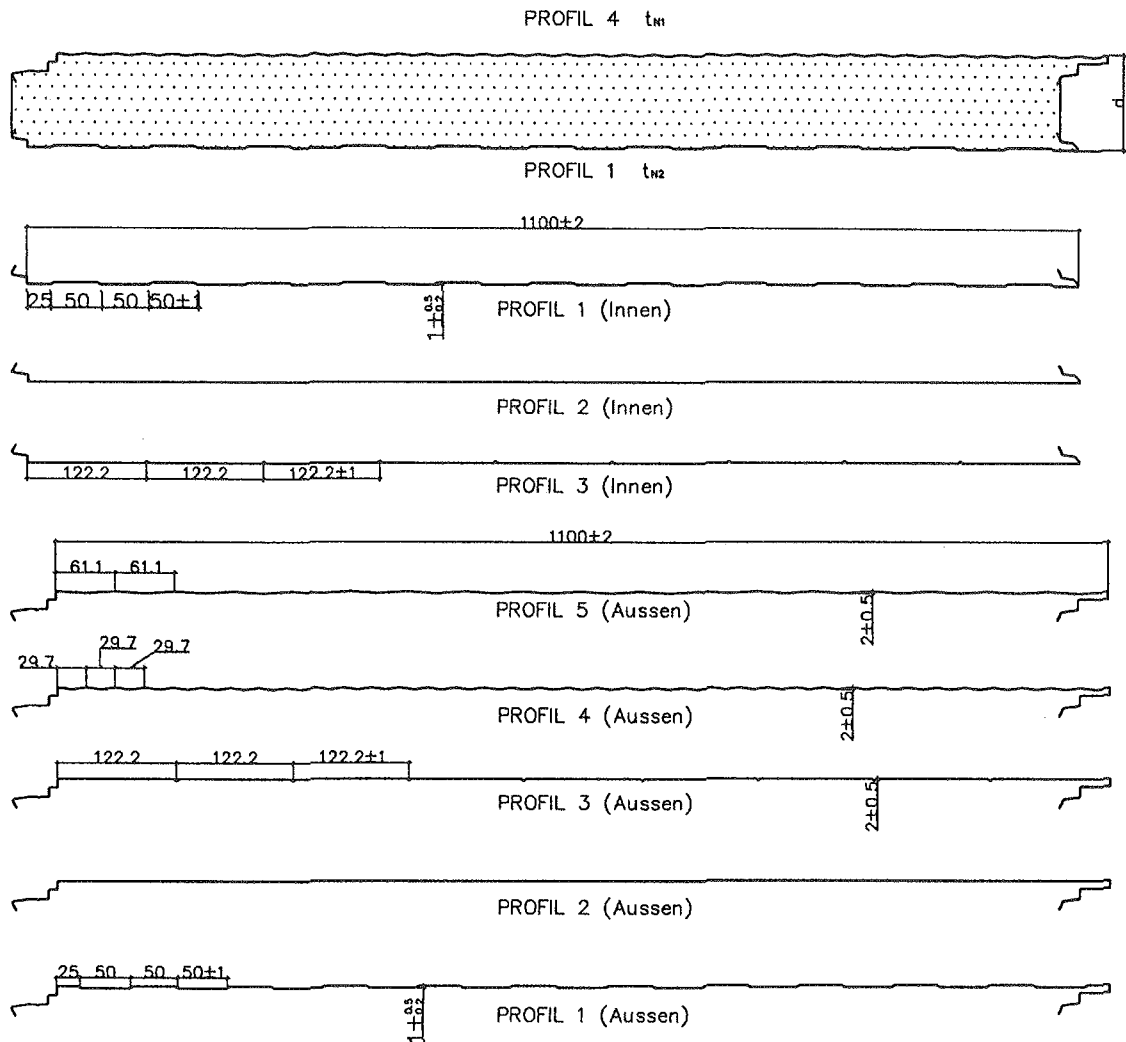 PROFIL 4 tN1
d
PROFIL 1 tN2
1100±2
25 50 50 50±1
1± 0.5 0.2
PROFIL 1 (Innen)
PROFIL 2 (Innen)
122.2 122.2 122.2±1
PROFIL 3 (Innen)
1100±2
61.1 61.1
2±0.5
PROFIL 5 (Aussen)
29.7 29.7 29.7
2±0.5
PROFIL 4 (Aussen)
122.2 122.2 122.2±1
2±0.5
PROFIL 3 (Aussen)
PROFIL 2 (Aussen)
25 50 50 50±1
1± 0.5 0.2
PROFIL 1 (Aussen)